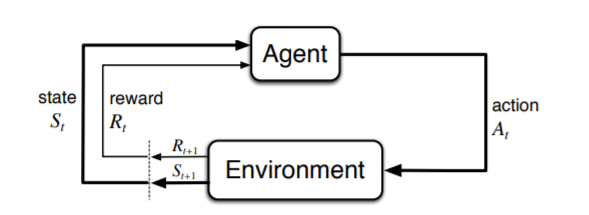 Agent
state
S_t
reward
R_t
action
A_t
R_{t+1}
S_{t+1}
Environment